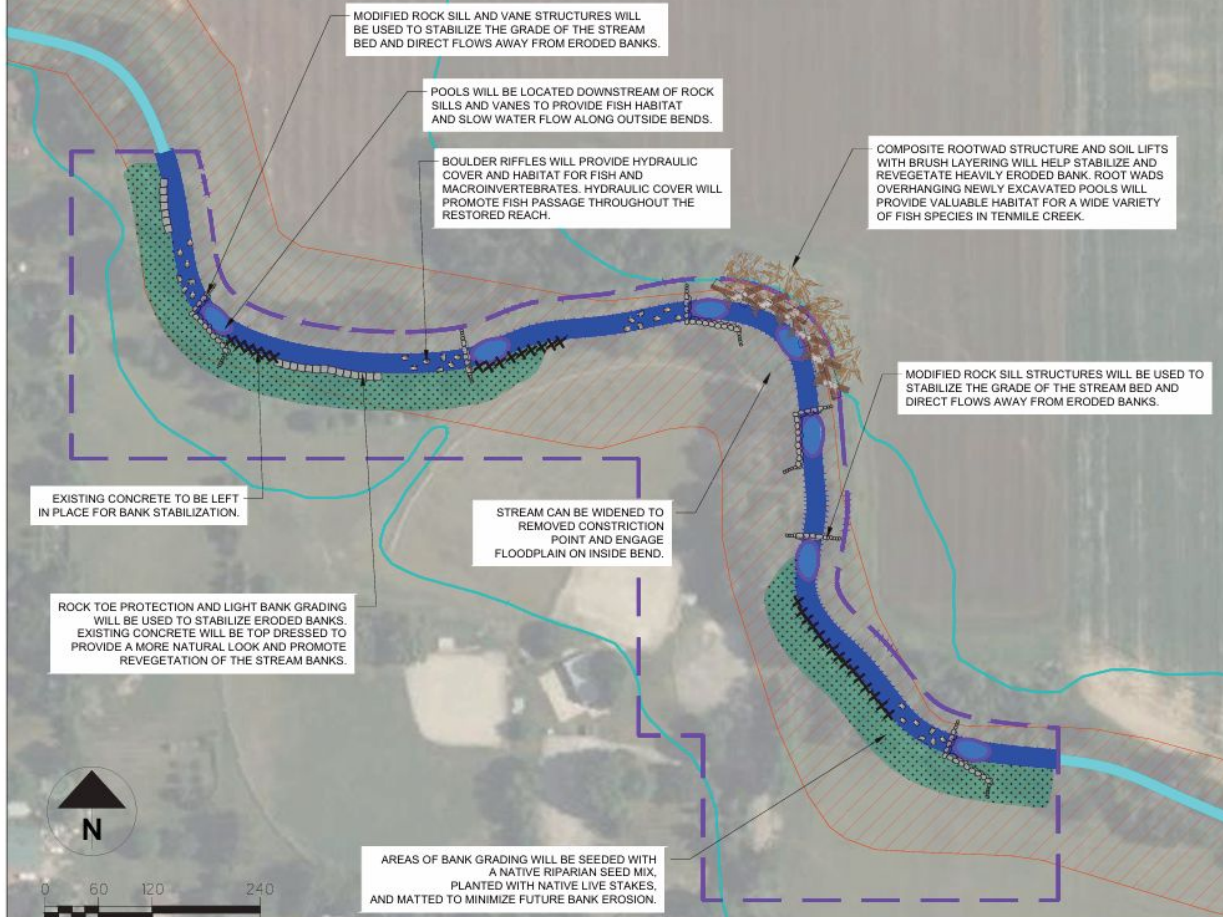 MODIFIED ROCK SILL AND VANE STRUCTURES WILL
BE USED TO STABILIZE THE GRADE OF THE STREAM
BED AND DIRECT FLOWS AWAY FROM ERODED BANKS.
POOLS WILL BE LOCATED DOWNSTREAM OF ROCK
SILLS AND VANES TO PROVIDE FISH HABITAT
AND SLOW WATER FLOW ALONG OUTSIDE BENDS.
BOULDER RIFFLES WILL PROVIDE HYDRAULIC
COVER AND HABITAT FOR FISH AND
MACROINVERTEBRATES. HYDRAULIC COVER WILL
PROMOTE FISH PASSAGE THROUGHOUT THE
RESTORED REACH.
COMPOSITE ROOTWAD STRUCTURE AND SOIL LIFTS
WITH BRUSH LAYERING WILL HELP STABILIZE AND
REVEGETATE HEAVILY ERODED BANK. ROOT WADS
OVERHANGING NEWLY EXCAVATED POOLS WILL
PROVIDE VALUABLE HABITAT FOR A WIDE VARIETY
OF FISH SPECIES IN TENMILE CREEK.
MODIFIED ROCK SILL STRUCTURES WILL BE USED TO
STABILIZE THE GRADE OF THE STREAM BED AND
DIRECT FLOWS AWAY FROM ERODED BANKS.
EXISTING CONCRETE TO BE LEFT
IN PLACE FOR BANK STABILIZATION.
STREAM CAN BE WIDENED TO
REMOVED CONSTRICTION
POINT AND ENGAGE
FLOODPLAIN ON INSIDE BEND.
ROCK TOE PROTECTION AND LIGHT BANK GRADING
WILL BE USED TO STABILIZE ERODED BANKS.
EXISTING CONCRETE WILL BE TOP DRESSED TO
PROVIDE A MORE NATURAL LOOK AND PROMOTE
REVEGETATION OF THE STREAM BANKS.
AREAS OF BANK GRADING WILL BE SEEDED WITH
A NATIVE RIPARIAN SEED MIX,
PLANTED WITH NATIVE LIVE STAKES,
AND MATTED TO MINIMIZE FUTURE BANK EROSION.
N
0 60 120 240